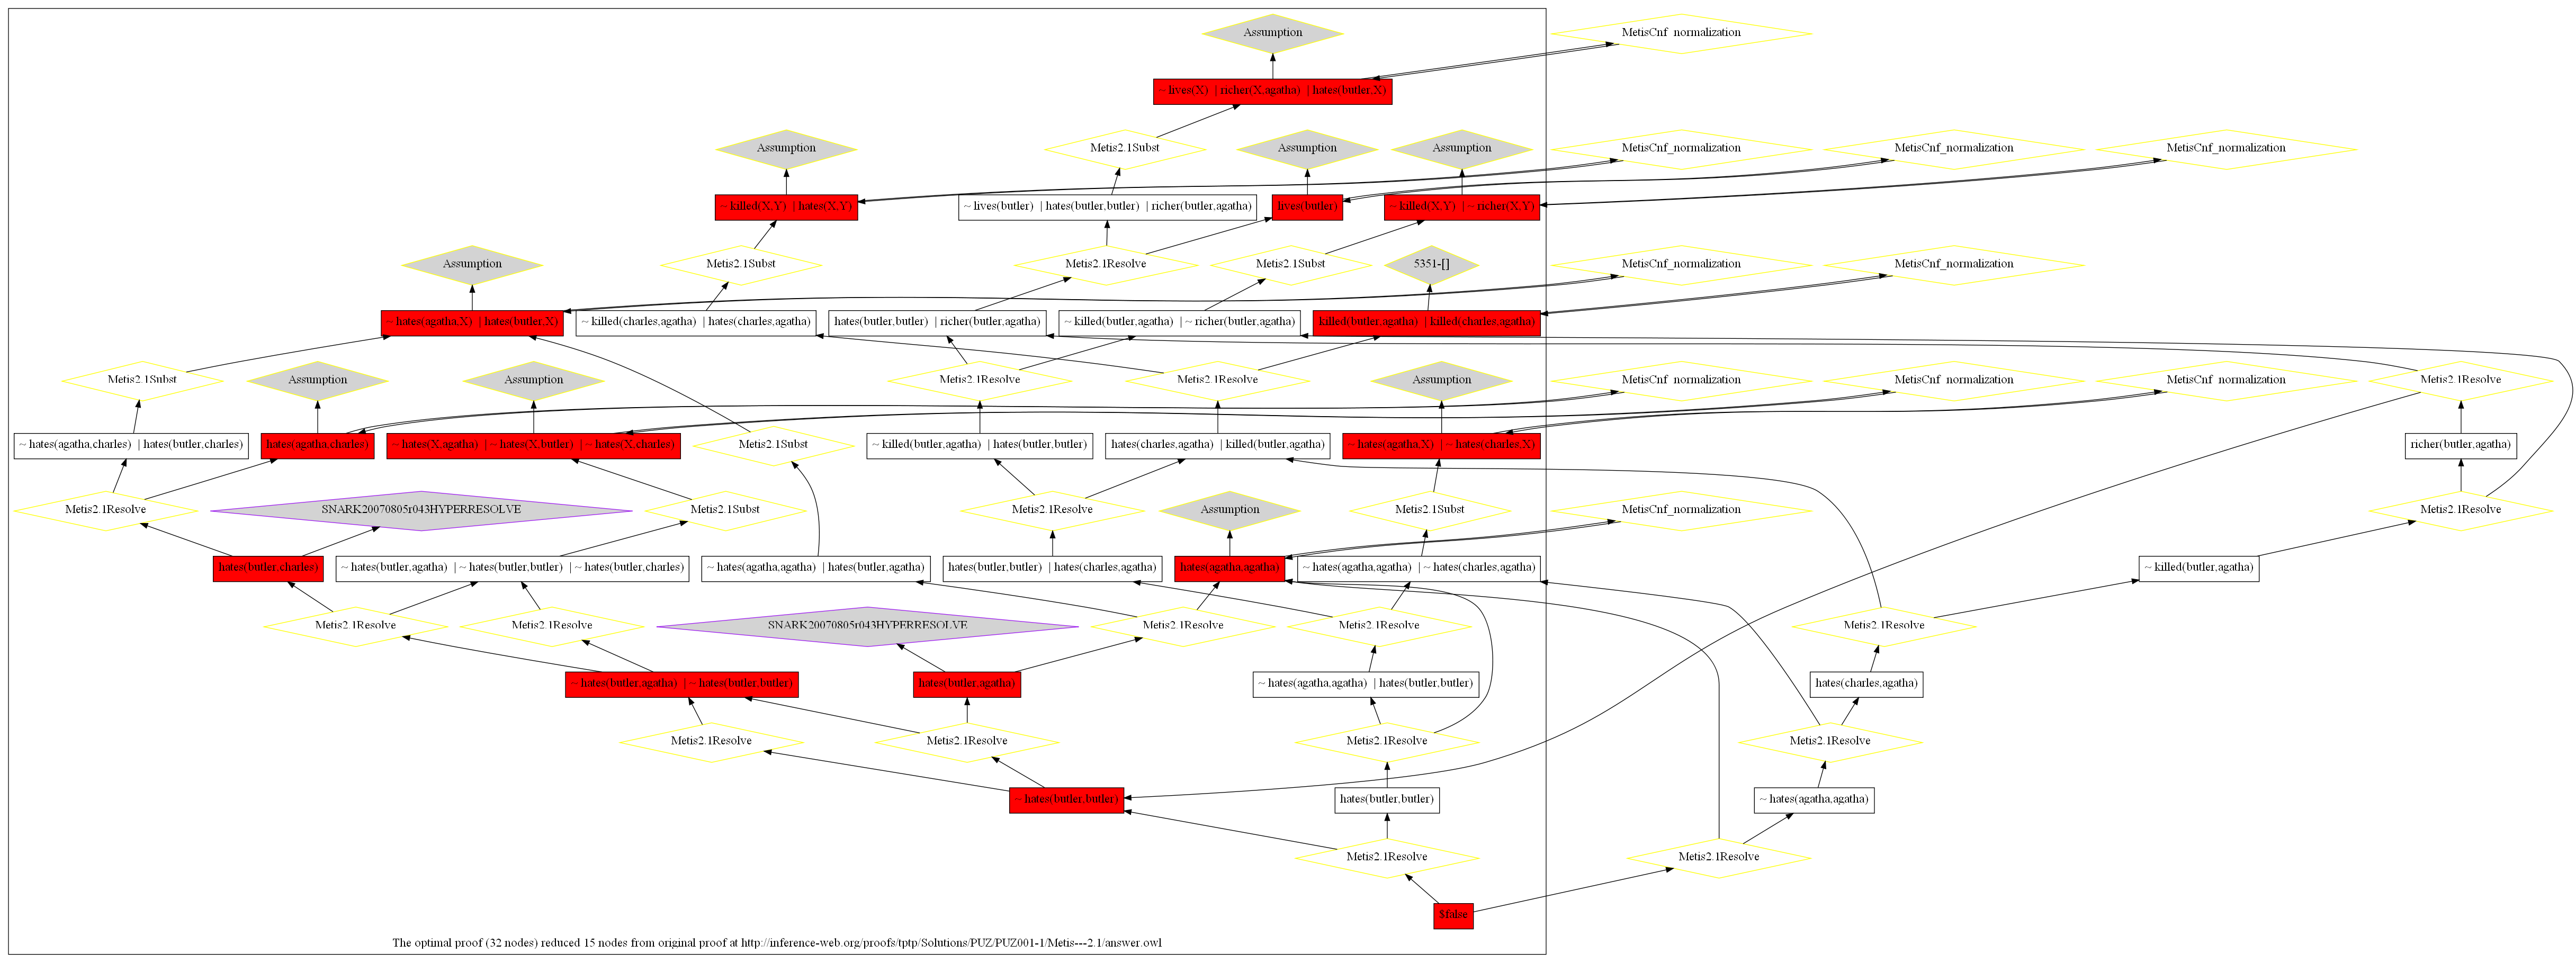 Assumption
MetisCnf_normalization
~ lives(X) | richer(X,agatha) | hates(butler,X)
Assumption
Metis2.1Subst
Assumption
Assumption
MetisCnf_normalization
MetisCnf_normalization
MetisCnf_normalization
~ killed(X,Y) | hates(X,Y)
~ lives(butler) | hates(butler,butler) | richer(butler,agatha)
lives(butler)
~ killed(X,Y) | ~ richer(X,Y)
Assumption
Metis2.1Subst
Metis2.1Resolve
Metis2.1Subst
5351-[]
MetisCnf_normalization
MetisCnf_normalization
~ hates(agatha,X) | hates(butler,X)
~ killed(charles,agatha) | hates(charles,agatha)
hates(butler,butler) | richer(butler,agatha)
~ killed(butler,agatha) | ~ richer(butler,agatha)
killed(butler,agatha) | killed(charles,agatha)
Metis2.1Subst
Assumption
Assumption
Metis2.1Resolve
Metis2.1Resolve
Assumption
MetisCnf_normalization
MetisCnf_normalization
MetisCnf_normalization
Metis2.1Resolve
~ hates(agatha,charles) | hates(butler,charles)
hates(agatha,charles)
~ hates(X,agatha) | ~ hates(X,butler) | ~ hates(X,charles)
Metis2.1Subst
~ killed(butler,agatha) | hates(butler,butler)
hates(charles,agatha) | killed(butler,agatha)
~ hates(agatha,X) | ~ hates(charles,X)
richer(butler,agatha)
Metis2.1Resolve
SNARK20070805r043HYPERRESOLVE
Metis2.1Subst
Metis2.1Resolve
Assumption
Metis2.1Subst
MetisCnf_normalization
Metis2.1Resolve
hates(butler,charles)
~ hates(butler,agatha) | ~ hates(butler,butler) | ~ hates(butler,charles)
~ hates(agatha,agatha) | hates(butler,agatha)
hates(butler,butler) | hates(charles,agatha)
hates(agatha,agatha)
~ hates(agatha,agatha) | ~ hates(charles,agatha)
~ killed(butler,agatha)
Metis2.1Resolve
Metis2.1Resolve
SNARK20070805r043HYPERRESOLVE
Metis2.1Resolve
Metis2.1Resolve
Metis2.1Resolve
~ hates(butler,agatha) | ~ hates(butler,butler)
hates(butler,agatha)
~ hates(agatha,agatha) | hates(butler,butler)
hates(charles,agatha)
Metis2.1Resolve
Metis2.1Resolve
Metis2.1Resolve
Metis2.1Resolve
~ hates(butler,butler)
hates(butler,butler)
~ hates(agatha,agatha)
Metis2.1Resolve
Metis2.1Resolve
$false
The optimal proof (32 nodes) reduced 15 nodes from original proof at http://inference-web.org/proofs/tptp/Solutions/PUZ/PUZ001-1/Metis---2.1/answer.owl